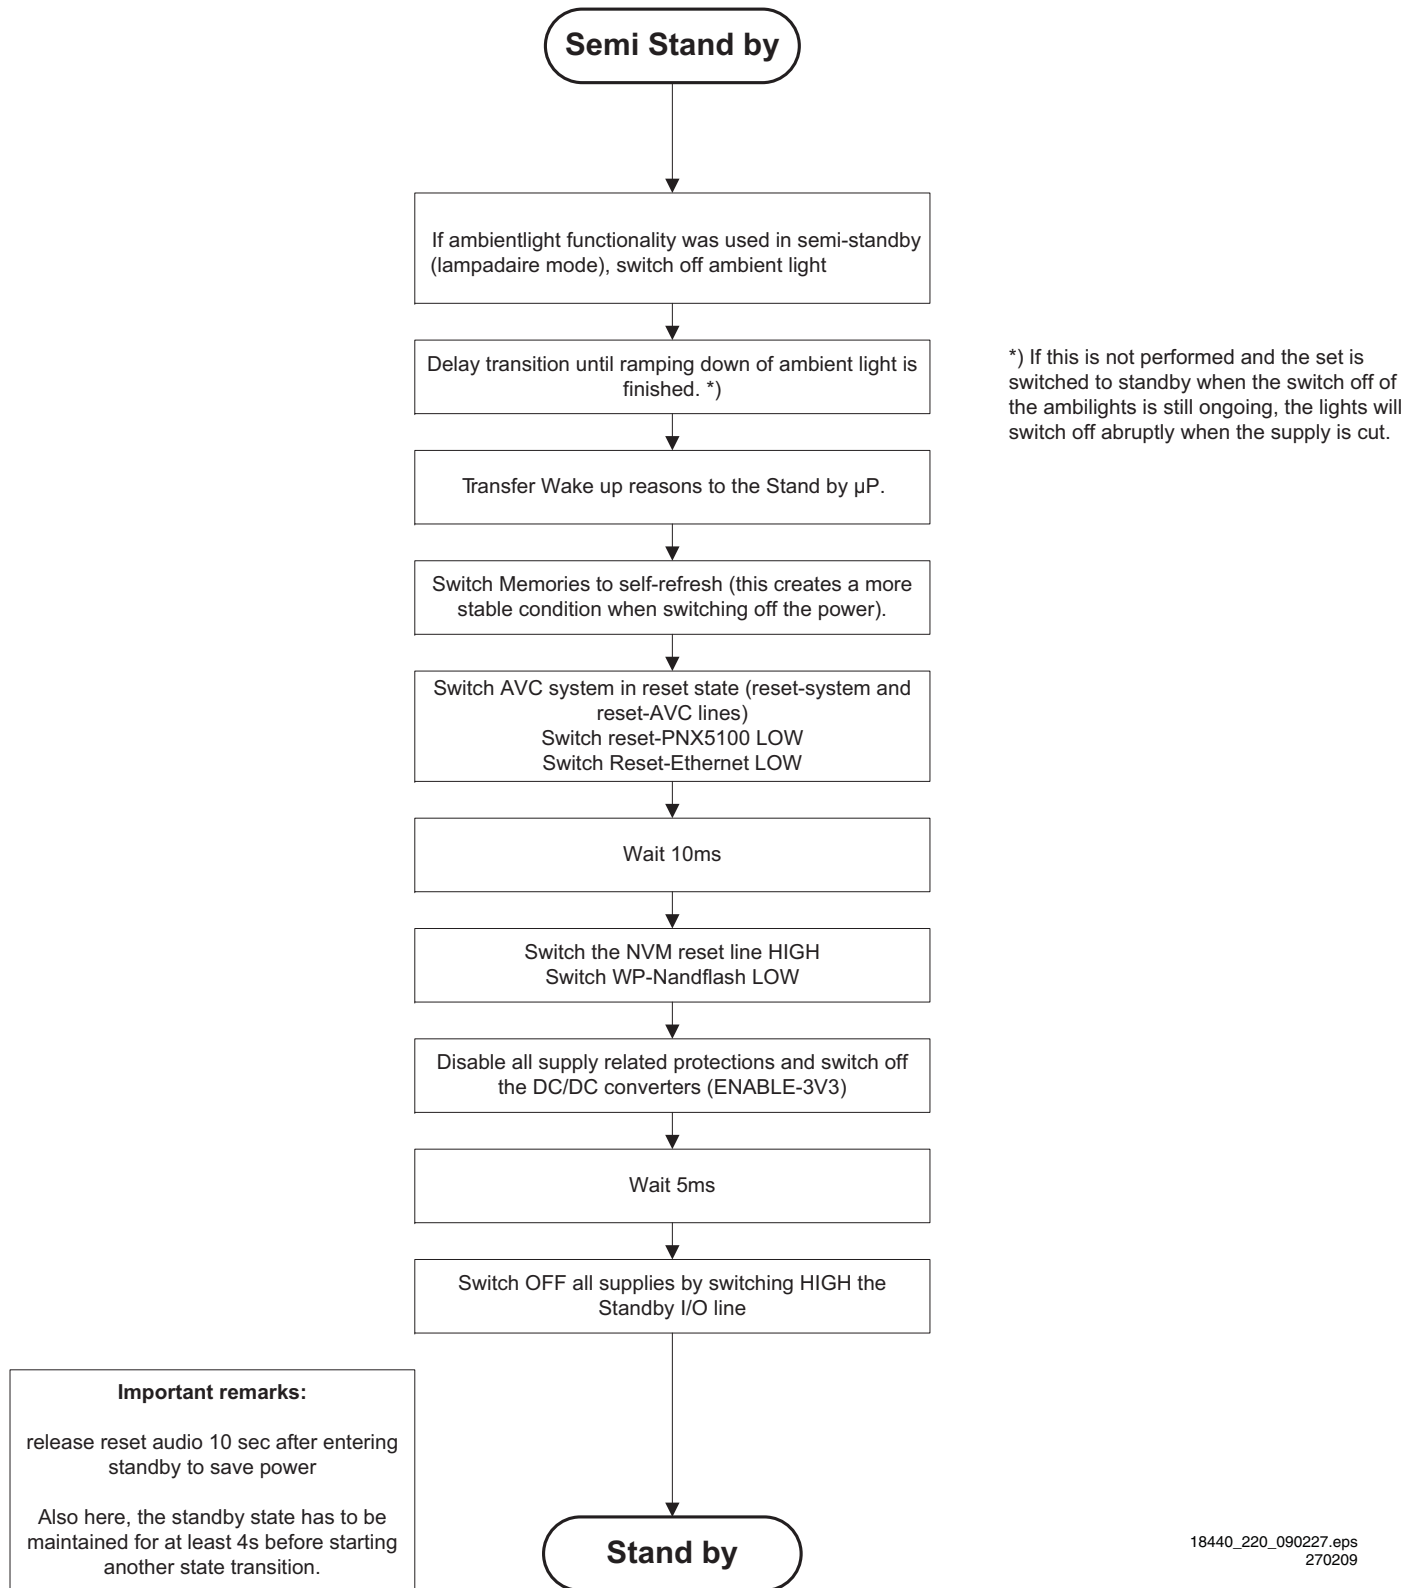 Semi Stand by
If ambientlight functionality was used in semi-standby
(lampadaire mode), switch off ambient light
Delay transition until ramping down of ambient light is
finished. *)
*) If this is not performed and the set is
switched to standby when the switch off of
the ambilights is still ongoing, the lights will
switch off abruptly when the supply is cut.
Transfer Wake up reasons to the Stand by µP.
Switch Memories to self-refresh (this creates a more
stable condition when switching off the power).
Switch AVC system in reset state (reset-system and
reset-AVC lines)
Switch reset-PNX5100 LOW
Switch Reset-Ethernet LOW
Wait 10ms
Switch the NVM reset line HIGH
Switch WP-Nandflash LOW
Disable all supply related protections and switch off
the DC/DC converters (ENABLE-3V3)
Wait 5ms
Switch OFF all supplies by switching HIGH the
Standby I/O line
Important remarks:
release reset audio 10 sec after entering
standby to save power
Also here, the standby state has to be
maintained for at least 4s before starting
another state transition.
Stand by
18440_220_090227.eps
270209